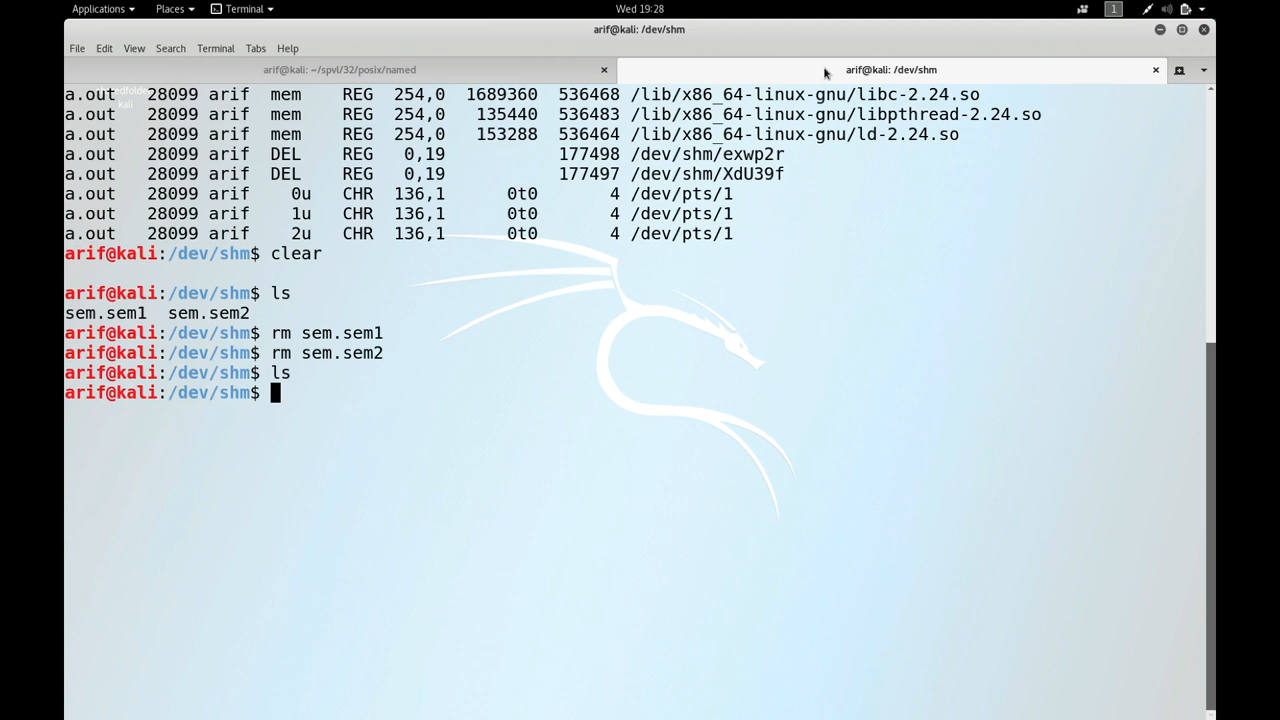 Applications Places Terminal Wed 19:28 1
arif@kali: /dev/shm
File Edit View Search Terminal Tabs Help
arif@kali: ~/spvl/32/posix/named arif@kali: /dev/shm
a.out 28099 arif mem REG 254,0 1689360 536468 /lib/x86_64-linux-gnu/libc-2.24.so
kali
a.out 28099 arif mem REG 254,0 135440 536483 /lib/x86_64-linux-gnu/libpthread-2.24.so
a.out 28099 arif mem REG 254,0 153288 536464 /lib/x86_64-linux-gnu/ld-2.24.so
a.out 28099 arif DEL REG 0,19 177498 /dev/shm/exwp2r
a.out 28099 arif DEL REG 0,19 177497 /dev/shm/XdU39f
a.out 28099 arif 0u CHR 136,1 0t0 4 /dev/pts/1
a.out 28099 arif 1u CHR 136,1 0t0 4 /dev/pts/1
a.out 28099 arif 2u CHR 136,1 0t0 4 /dev/pts/1
arif@kali:/dev/shm$ clear
arif@kali:/dev/shm$ ls
sem.sem1 sem.sem2
arif@kali:/dev/shm$ rm sem.sem1
arif@kali:/dev/shm$ rm sem.sem2
arif@kali:/dev/shm$ ls
arif@kali:/dev/shm$